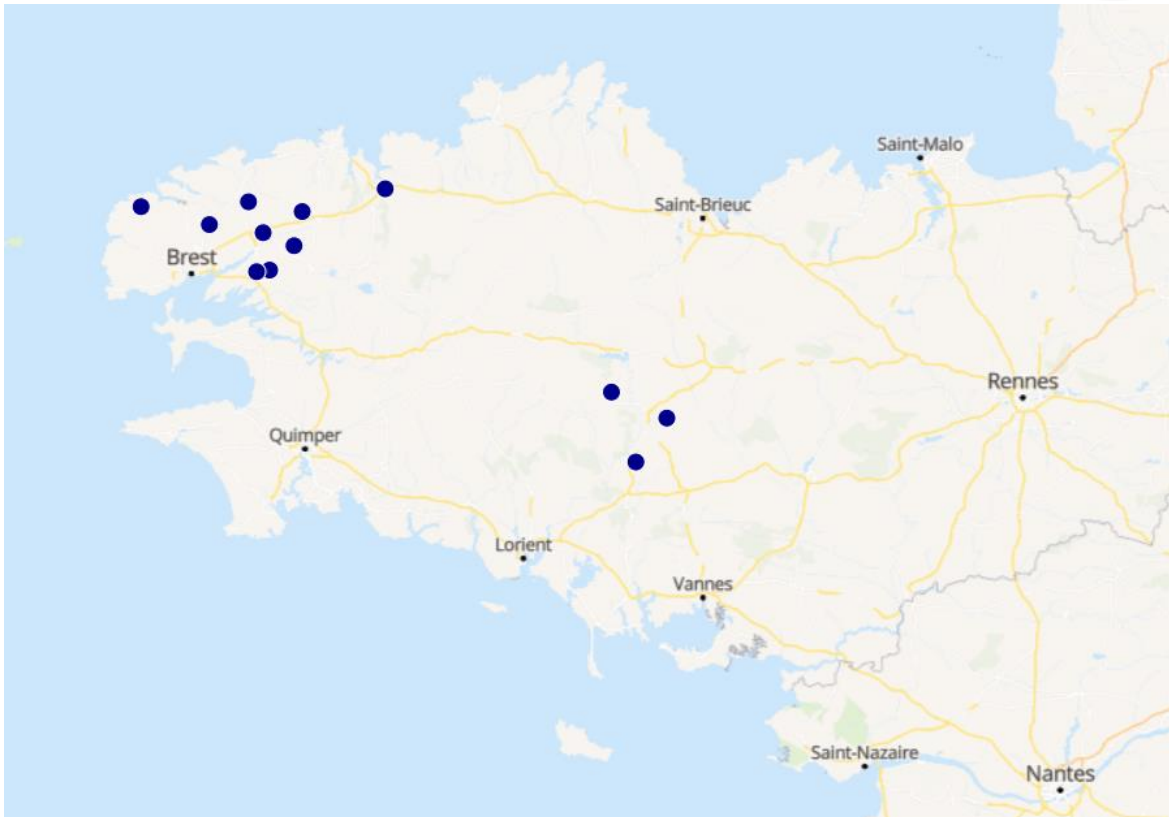 Saint-Malo
Saint-Brieuc
Brest
Rennes
Quimper
Lorient
Vannes
Saint-Nazaire
Nantes